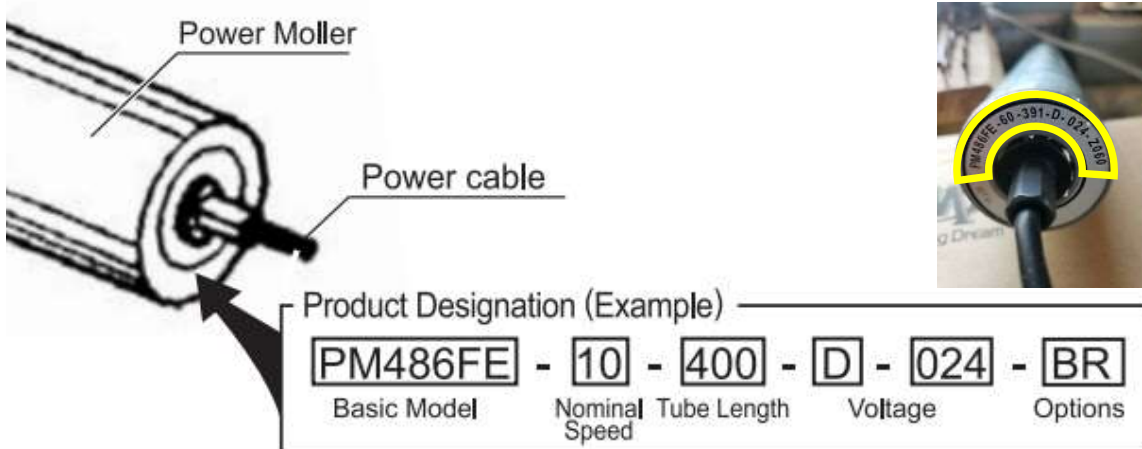 Power Moller
Power cable
PM486FE-60-391-D-024-Z060
Product Designation (Example)
PM486FE - 10 - 400 - D - 024 - BR
Basic Model Nominal Speed Tube Length Voltage Options